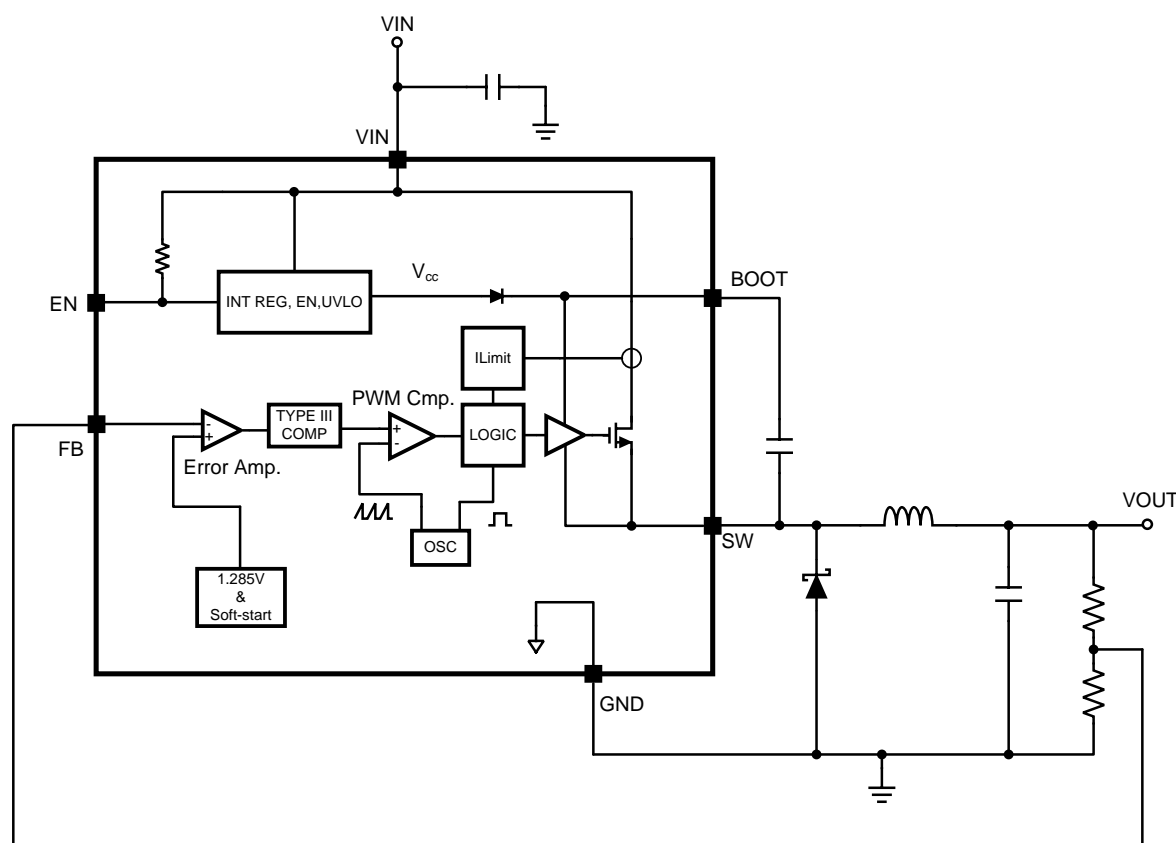 VIN
VIN
V_cc
BOOT
EN
INT REG, EN,UVLO
ILimit
PWM Cmp.
TYPE III
COMP
-
+
+
-
LOGIC
FB
Error Amp.
VOUT
OSC
SW
1.285V
&
Soft-start
GND